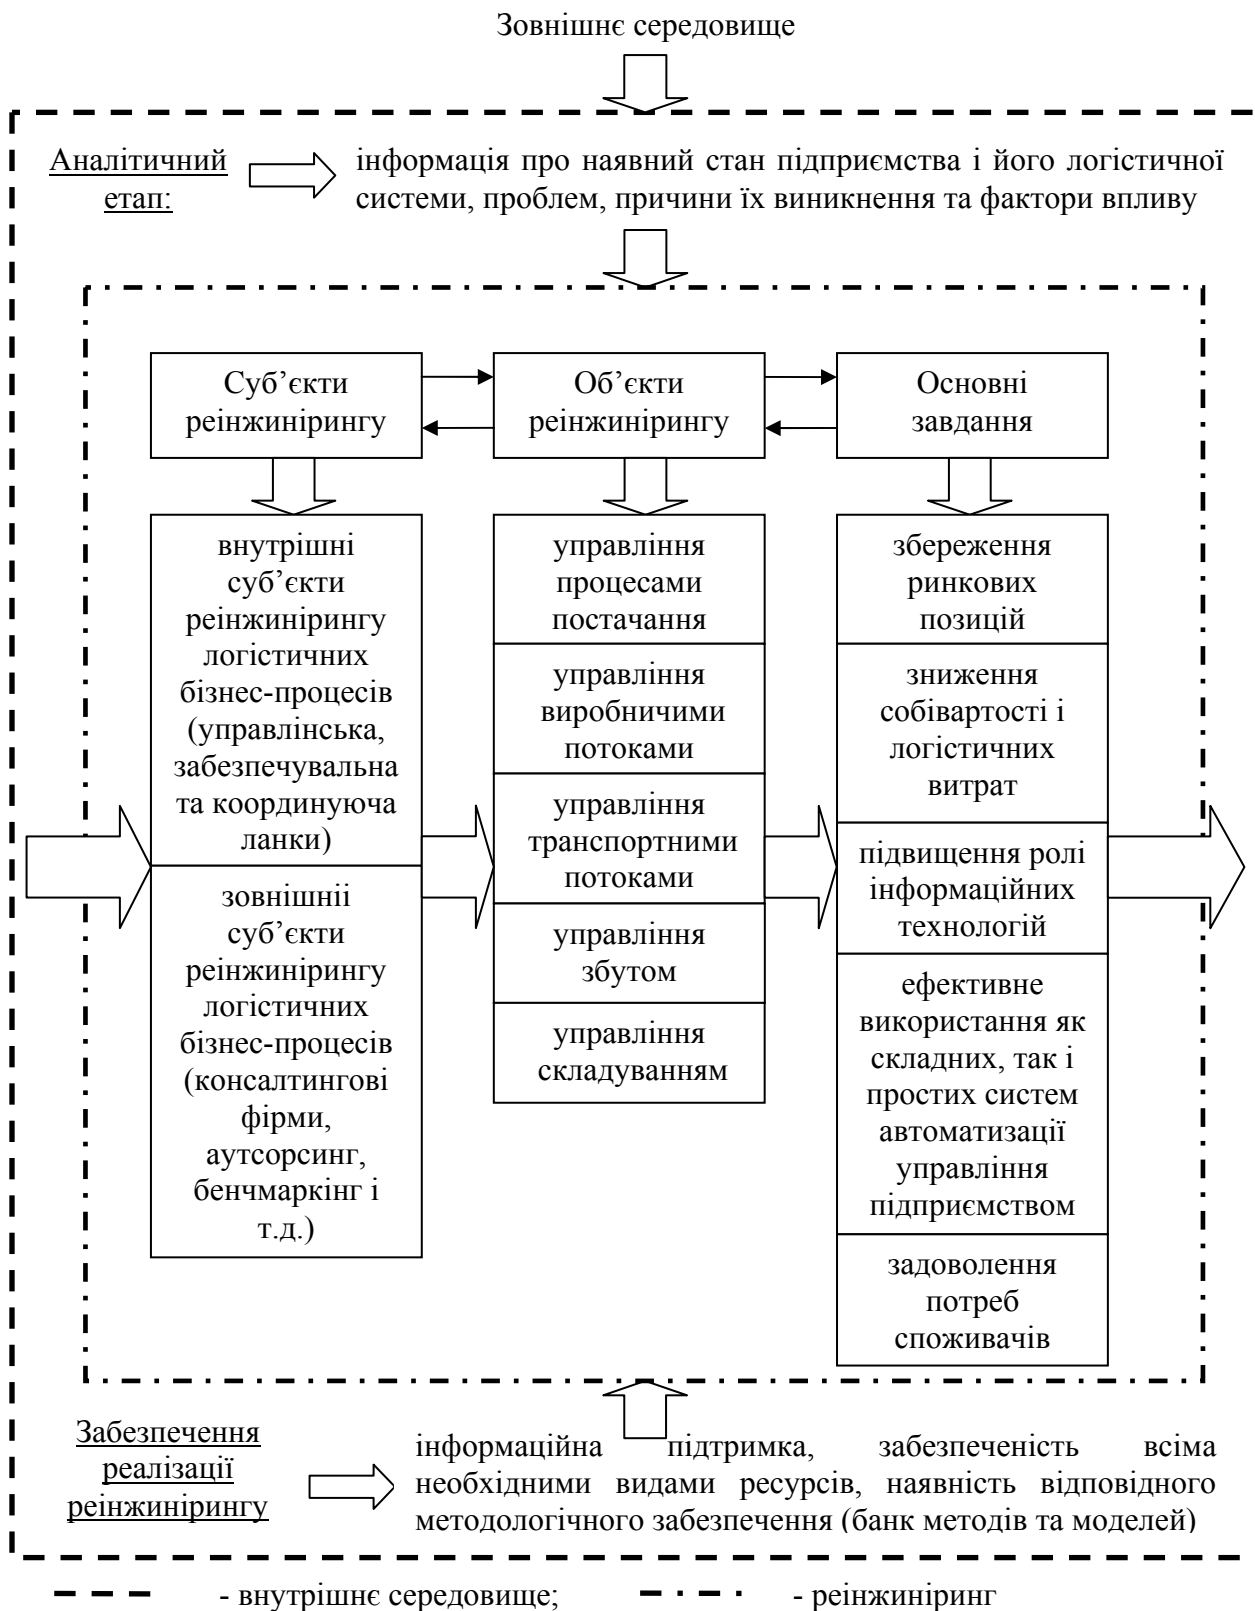 Зовнішнє середовище
Аналітичний
етап:
інформація про наявний стан підприємства і його логістичної
системи, проблем, причини їх виникнення та фактори впливу
Суб’єкти
реінжинірингу
Об’єкти
реінжинірингу
Основні
завдання
внутрішні
суб’єкти
реінжинірингу
логістичних
бізнес-процесів
(управлінська,
забезпечувальна
та координуюча
ланки)
зовнішніі
суб’єкти
реінжинірингу
логістичних
бізнес-процесів
(консалтингові
фірми,
аутсорсинг,
бенчмаркінг і
т.д.)
управління
процесами
постачання
управління
виробничими
потоками
управління
транспортними
потоками
управління
збутом
управління
складуванням
збереження
ринкових
позицій
зниження
собівартості і
логістичних
витрат
підвищення ролі
інформаційних
технологій
ефективне
використання як
складних, так і
простих систем
автоматизації
управління
підприємством
задоволення
потреб
споживачів
Забезпечення
реалізації
реінжинірингу
інформаційна підтримка, забезпеченість всіма
необхідними видами ресурсів, наявність відповідного
методологічного забезпечення (банк методів та моделей)
- внутрішнє середовище;
- реінжиніринг